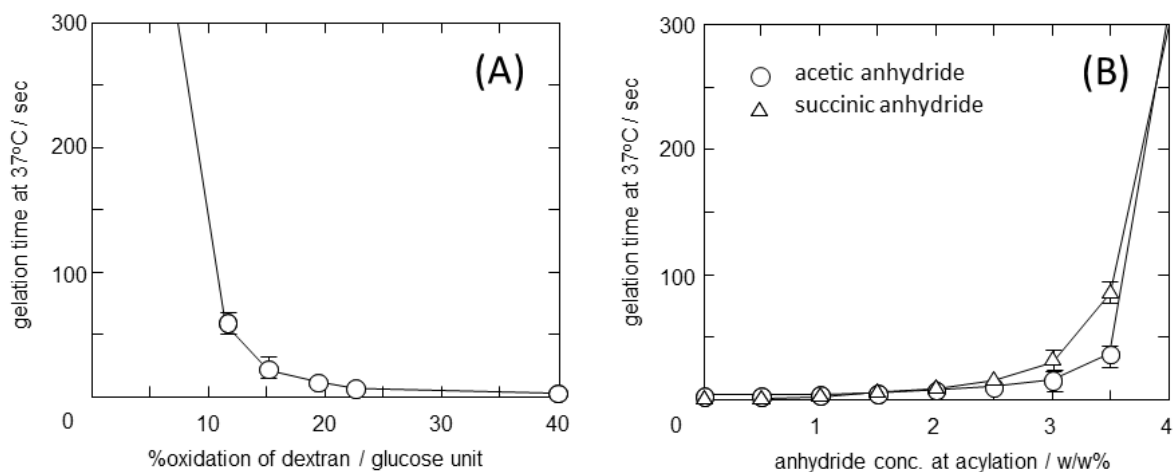 300
(A)
200
100
gelation time at 37ºC / sec
0
10
20
30
40
%oxidation of dextran / glucose unit
300
acetic anhydride
(B)
succinic anhydride
200
100
gelation time at 37ºC / sec
0
1
2
3
4
anhydride conc. at acylation / w/w%